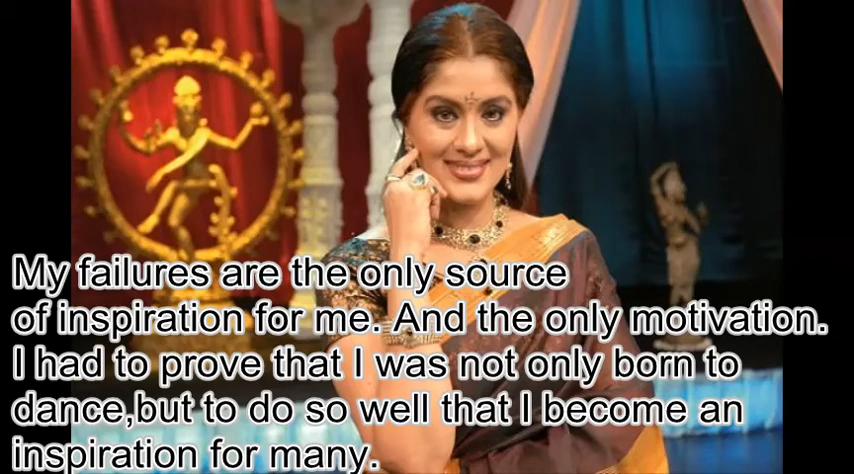 My failures are the only source
of inspiration for me. And the only motivation.
I had to prove that I was not only born to
dance,but to do so well that I become an
inspiration for many.